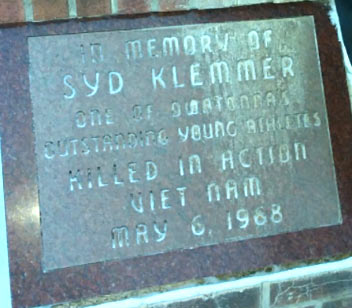 IN MEMORY OF
SYD KLEMMER
ONE OF OWATONNA'S
OUTSTANDING YOUNG ATHLETES
KILLED IN ACTION
VIET NAM
MAY 6, 1968